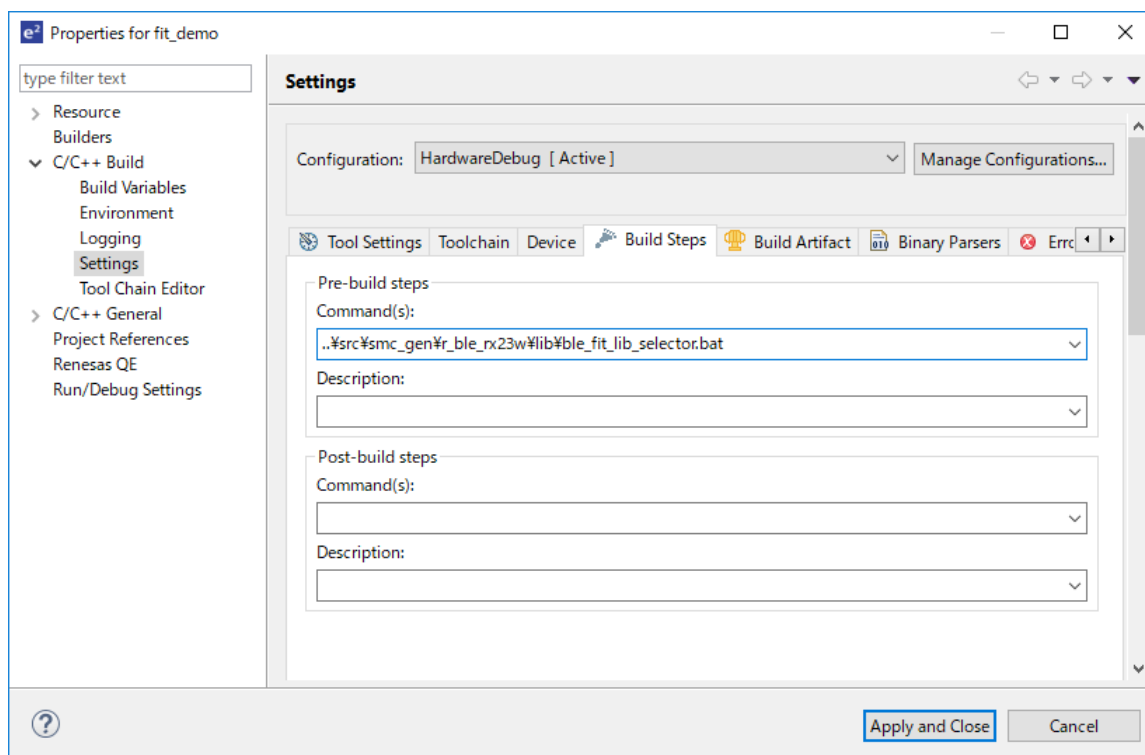 e² Properties for fit_demo
type filter text
Resource
Builders
C/C++ Build
Build Variables
Environment
Logging
Settings
Tool Chain Editor
C/C++ General
Project References
Renesas QE
Run/Debug Settings
Settings
Configuration: HardwareDebug [ Active ] Manage Configurations...
Tool Settings Toolchain Device Build Steps Build Artifact 010 Binary Parsers Errc
Pre-build steps
Command(s):
..¥src¥smc_gen¥r_ble_rx23w¥lib¥ble_fit_lib_selector.bat
Description:
Post-build steps
Command(s):
Description:
? Apply and Close Cancel